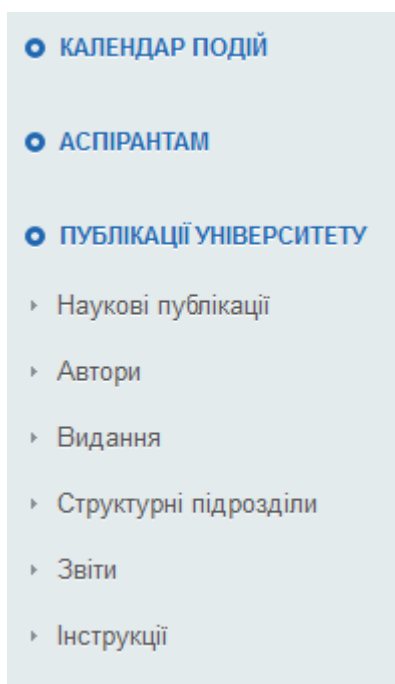 КАЛЕНДАР ПОДІЙ
АСПІРАНТАМ
ПУБЛІКАЦІЇ УНІВЕРСИТЕТУ
Наукові публікації
Автори
Видання
Структурні підрозділи
Звіти
Інструкції